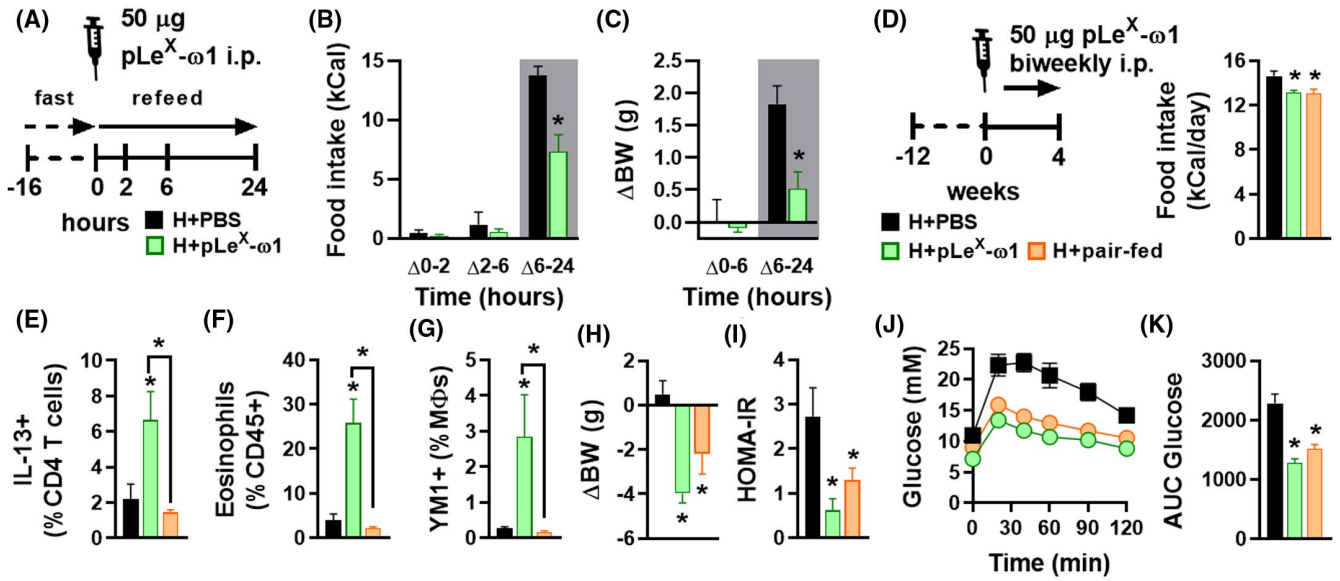 (A)
50 µg
pLeX-ω1 i.p.
fast
refeed
-16
0
2
6
24
hours
H+PBS
H+pLeX-ω1
(B)
Food intake (kCal)
15
10
5
0
*
Δ0-2
Δ2-6
Δ6-24
Time (hours)
(C)
ΔBW (g)
2.5
2.0
1.5
1.0
0.5
0.0
*
Δ0-6
Δ6-24
Time (hours)
(D)
50 µg pLeX-ω1
biweekly i.p.
-12
0
4
weeks
H+PBS
H+pLeX-ω1
H+pair-fed
Food intake
(kCal/day)
16
12
8
4
0
* *
(E)
IL-13+
(% CD4 T cells)
10
8
6
4
2
0
*
*
(F)
Eosinophils
(% CD45+)
40
30
20
10
0
*
*
(G)
YM1+ (% MΦs)
5
4
3
2
1
0
*
*
(H)
ΔBW (g)
2
0
-2
-4
-6
*
*
(I)
HOMA-IR
4
3
2
1
0
*
*
(J)
Glucose (mM)
25
20
15
10
5
0
0
30
60
90
120
Time (min)
(K)
AUC Glucose
3000
2000
1000
0
*
*